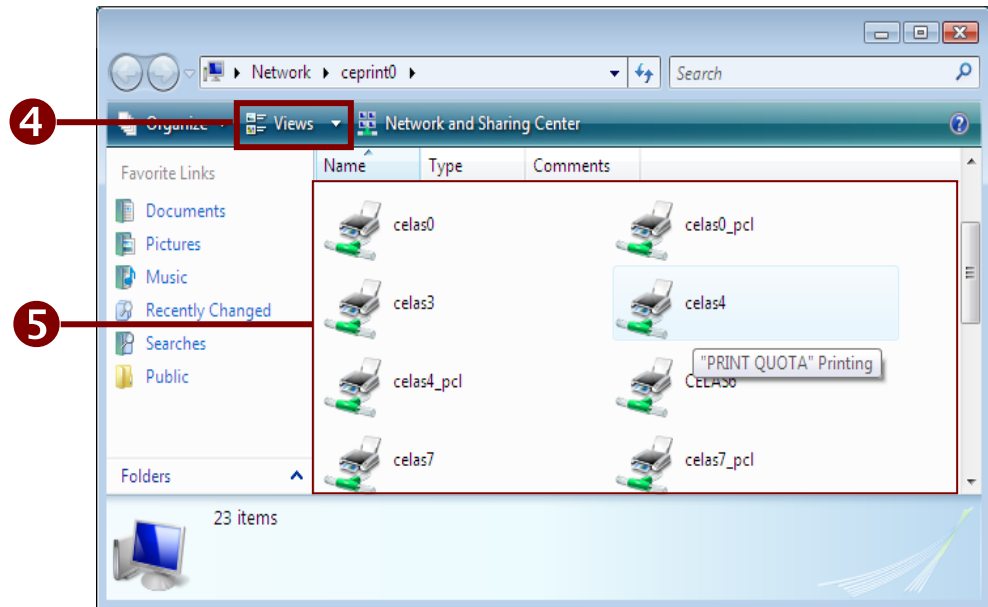 Network ceprint0 Search
4 Organize Views Network and Sharing Center
Favorite Links
Name Type Comments
Documents
Pictures
Music
Recently Changed
Searches
Public
celas0 celas0_pcl
5 celas3 celas4
"PRINT QUOTA" Printing
celas4_pcl CELAS6
celas7 celas7_pcl
Folders
23 items